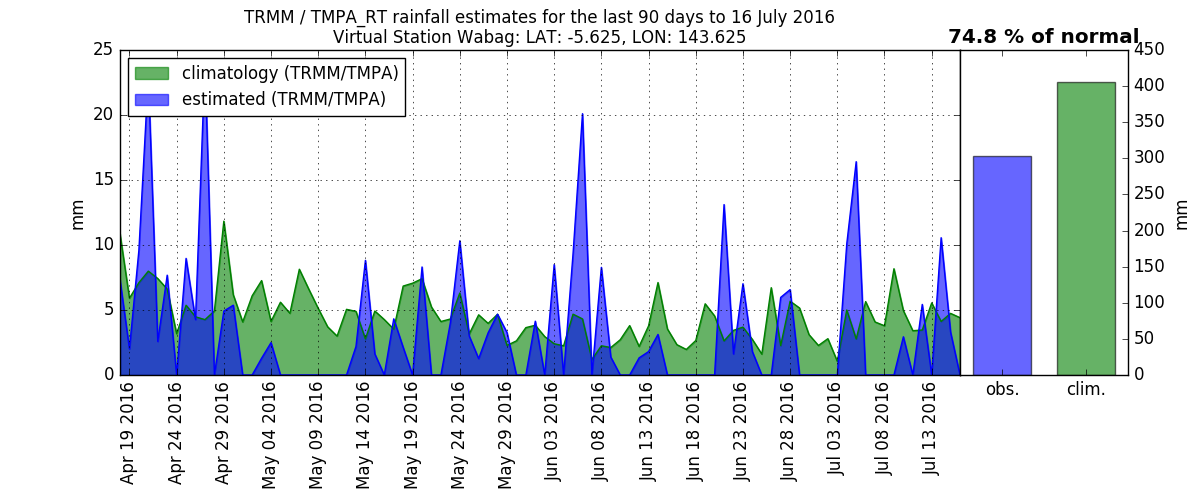 TRMM / TMPA_RT rainfall estimates for the last 90 days to 16 July 2016
Virtual Station Wabag: LAT: -5.625, LON: 143.625
74.8 % of normal
climatology (TRMM/TMPA)
estimated (TRMM/TMPA)
25
20
15
10
5
0
mm
450
400
350
300
250
200
150
100
50
0
mm
Apr 19 2016
Apr 24 2016
Apr 29 2016
May 04 2016
May 09 2016
May 14 2016
May 19 2016
May 24 2016
May 29 2016
Jun 03 2016
Jun 08 2016
Jun 13 2016
Jun 18 2016
Jun 23 2016
Jun 28 2016
Jul 03 2016
Jul 08 2016
Jul 13 2016
obs.
clim.